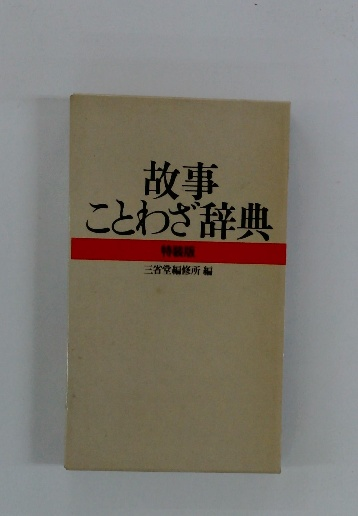 故事
ことわざ辞典
特装版
三省堂編修所 編